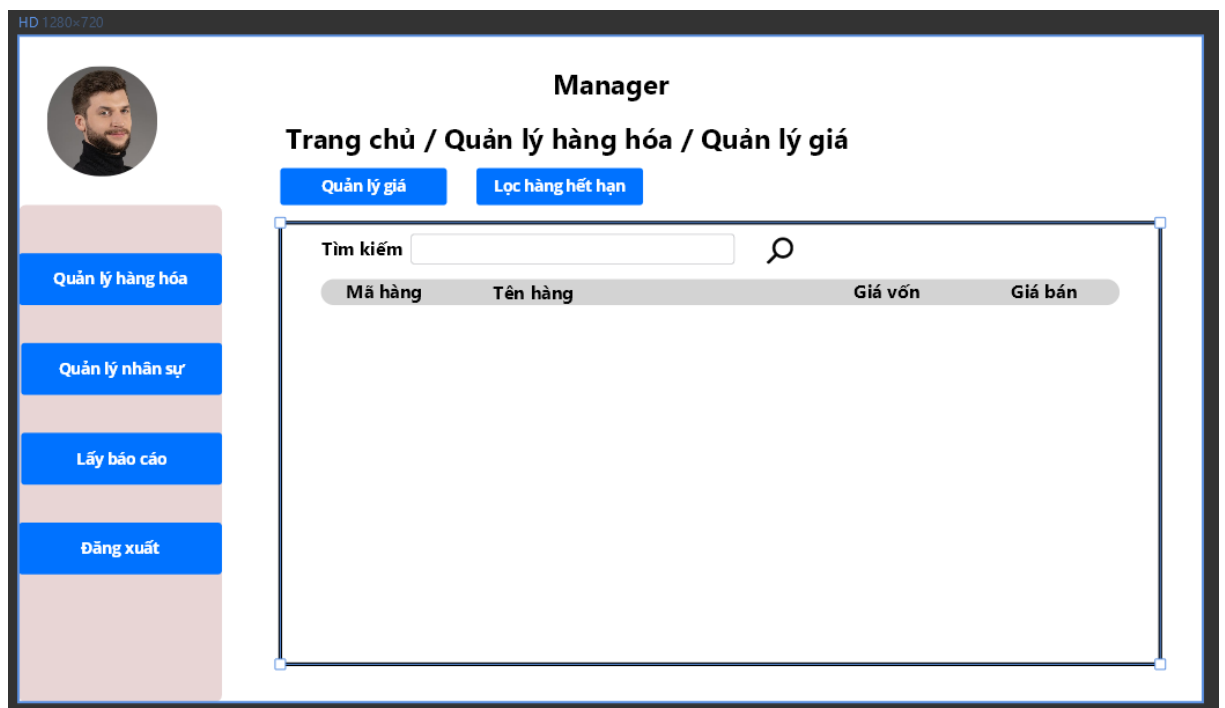 HD 1280×720
Manager
Trang chủ / Quản lý hàng hóa / Quản lý giá
Quản lý giá
Lọc hàng hết hạn
Tìm kiếm
Mã hàng Tên hàng Giá vốn Giá bán
Quản lý hàng hóa
Quản lý nhân sự
Lấy báo cáo
Đăng xuất